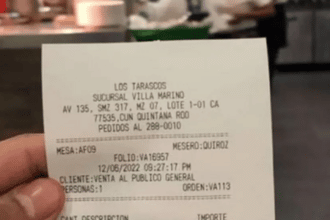 LOS TARASCOS
SUCURSAL VILLA MARINO
AV 135, SMZ 317, MZ 07, LOTE 1-01 CA
77535,CUN QUINTANA ROO
PEDIDOS AL 288-0010
MESA:AF09 MESERO:QUIROZ
FOLIO:VA16957
12/05/2022 09:27:17 PM
CLIENTE:VENTA AL PUBLICO GENERAL
PERSONAS:1 ORDEN:VA113
CANT DESCRIPCION IMPORTE